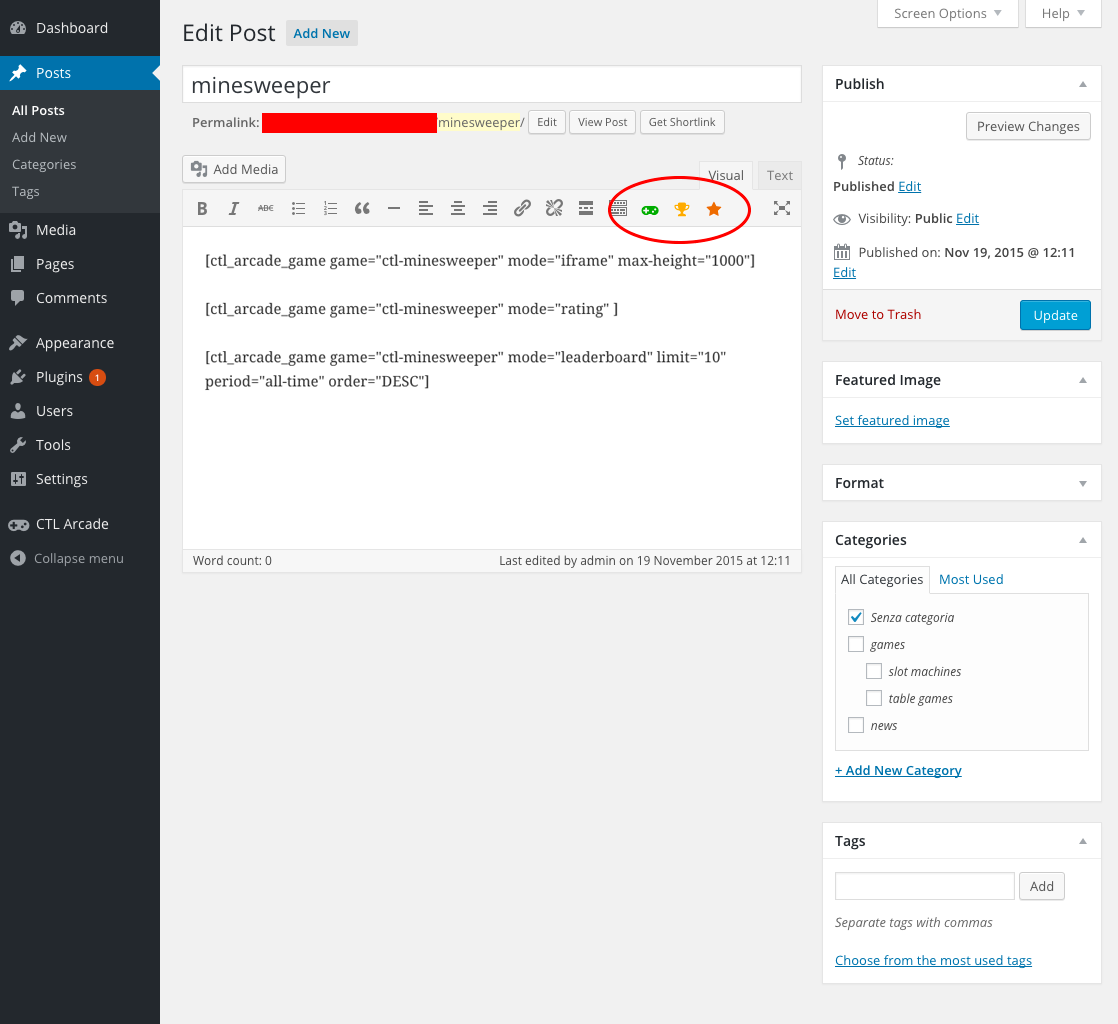 Dashboard
Posts
All Posts
Add New
Categories
Tags
Media
Pages
Comments
Appearance
Plugins 1
Users
Tools
Settings
CTL Arcade
Collapse menu
Screen Options
Help
Edit Post Add New
minesweeper
Permalink: minesweeper/ Edit View Post Get Shortlink
Add Media
Visual Text
B I ABC
[ctl_arcade_game game="ctl-minesweeper" mode="iframe" max-height="1000"]
[ctl_arcade_game game="ctl-minesweeper" mode="rating" ]
[ctl_arcade_game game="ctl-minesweeper" mode="leaderboard" limit="10"
period="all-time" order="DESC"]
Word count: 0 Last edited by admin on 19 November 2015 at 12:11
Publish
Preview Changes
Status:
Published Edit
Visibility: Public Edit
Published on: Nov 19, 2015 @ 12:11
Edit
Move to Trash Update
Featured Image
Set featured image
Format
Categories
All Categories Most Used
Senza categoria
games
slot machines
table games
news
+ Add New Category
Tags
Add
Separate tags with commas
Choose from the most used tags